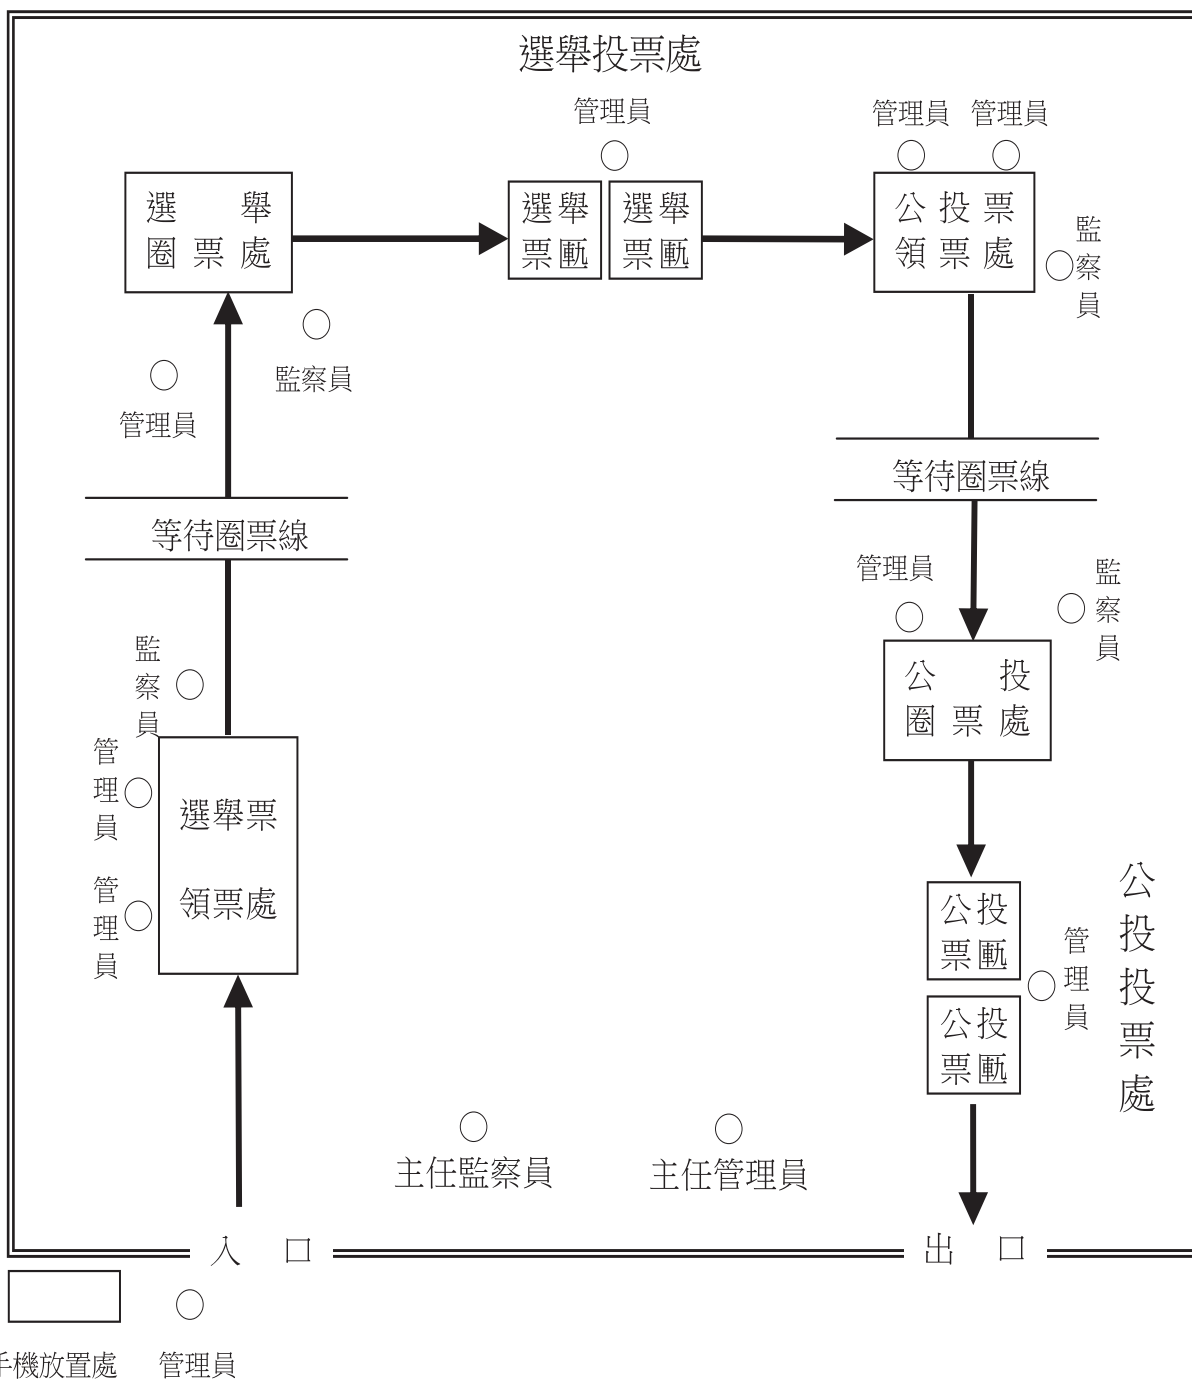 選舉投票處
管理員
管理員
管理員
選舉
圈票處
選舉
票匭
選舉
票匭
公投票
領票處
監察員
監察員
管理員
等待圈票線
等待圈票線
管理員
監察員
監察員
管理員
管理員
選舉票
領票處
公投
圈票處
公投
票匭
公投
票匭
管理員
公投投票處
主任監察員
主任管理員
入口
出口
手機放置處
管理員